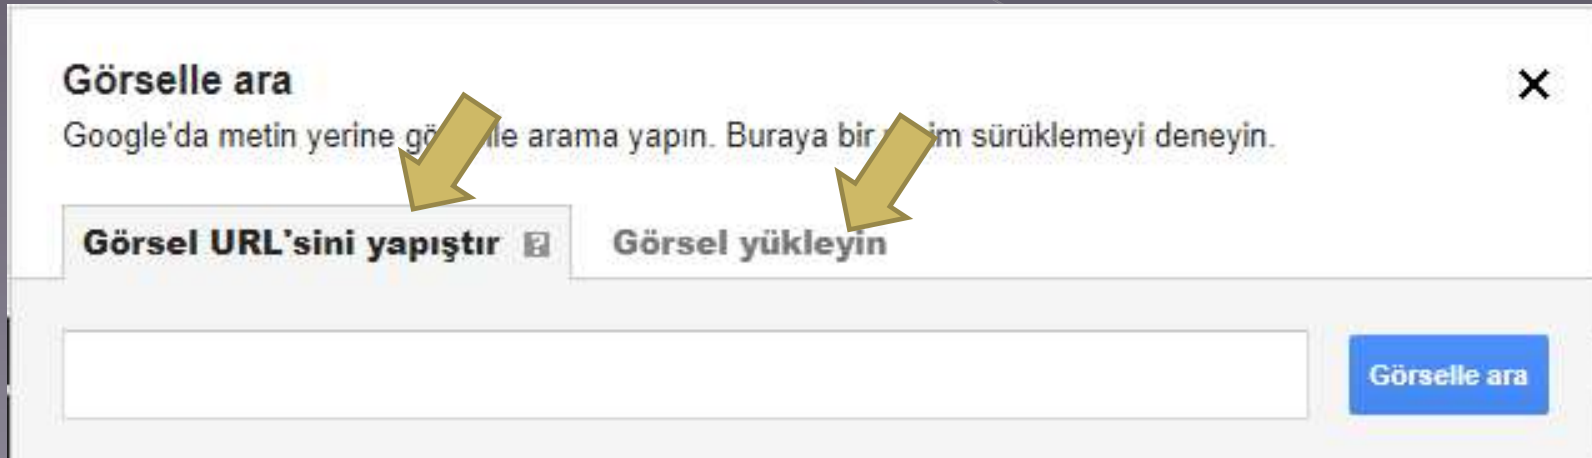 Görselle ara
Google'da metin yerine arama yapın. Buraya bir sürüklemeyi deneyin.
Görsel URL'sini yapıştır ?
Görsel yükleyin
Görselle ara